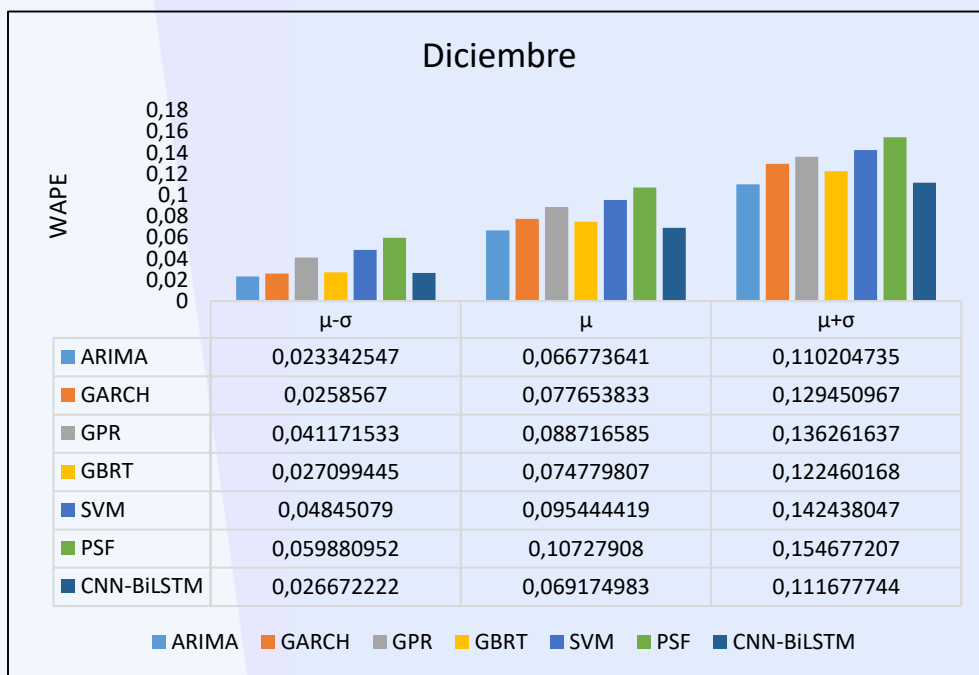 Diciembre
WAPE
0,18
0,16
0,14
0,12
0,1
0,08
0,06
0,04
0,02
0
μ-σ μ μ+σ
ARIMA 0,023342547 0,066773641 0,110204735
GARCH 0,0258567 0,077653833 0,129450967
GPR 0,041171533 0,088716585 0,136261637
GBRT 0,027099445 0,074779807 0,122460168
SVM 0,04845079 0,095444419 0,142438047
PSF 0,059880952 0,10727908 0,154677207
CNN-BiLSTM 0,026672222 0,069174983 0,111677744
ARIMA GARCH GPR GBRT SVM PSF CNN-BiLSTM